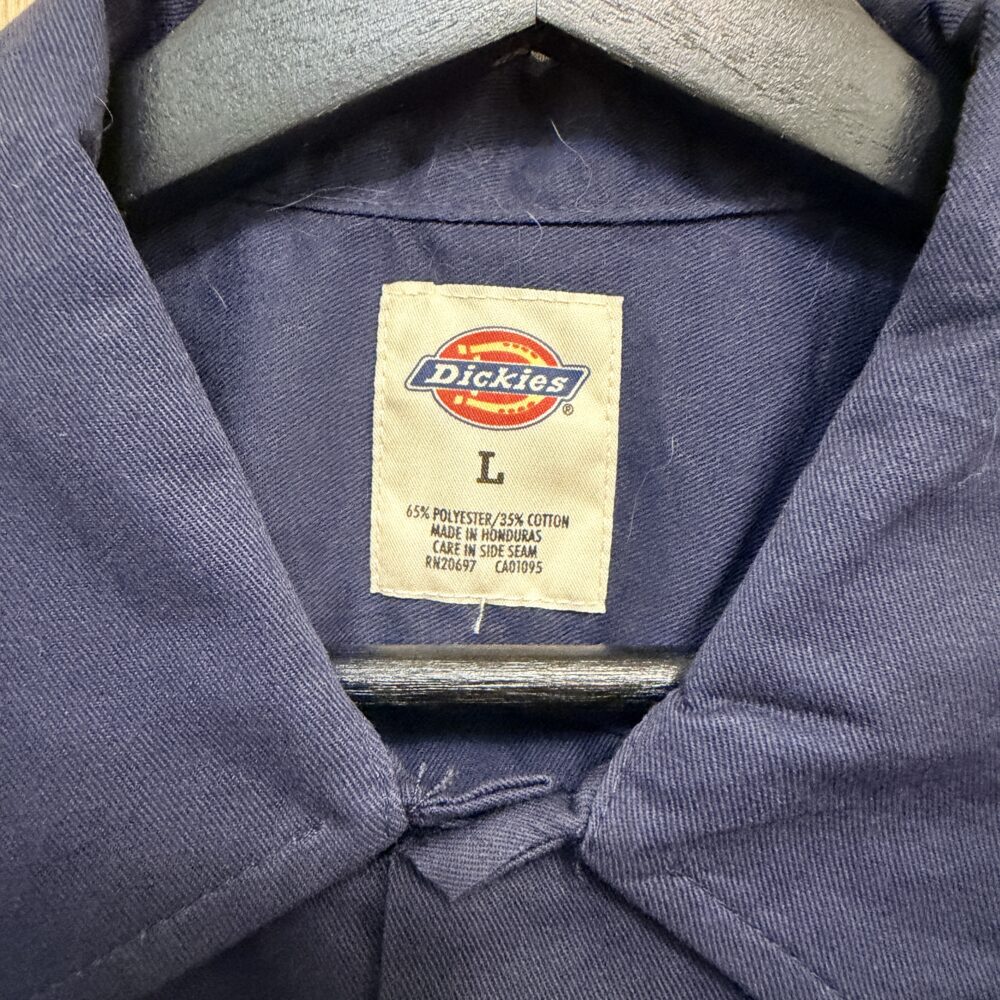 Dickies®
L
65% POLYESTER/35% COTTON
MADE IN HONDURAS
CARE IN SIDE SEAM
RN20697 CA01095